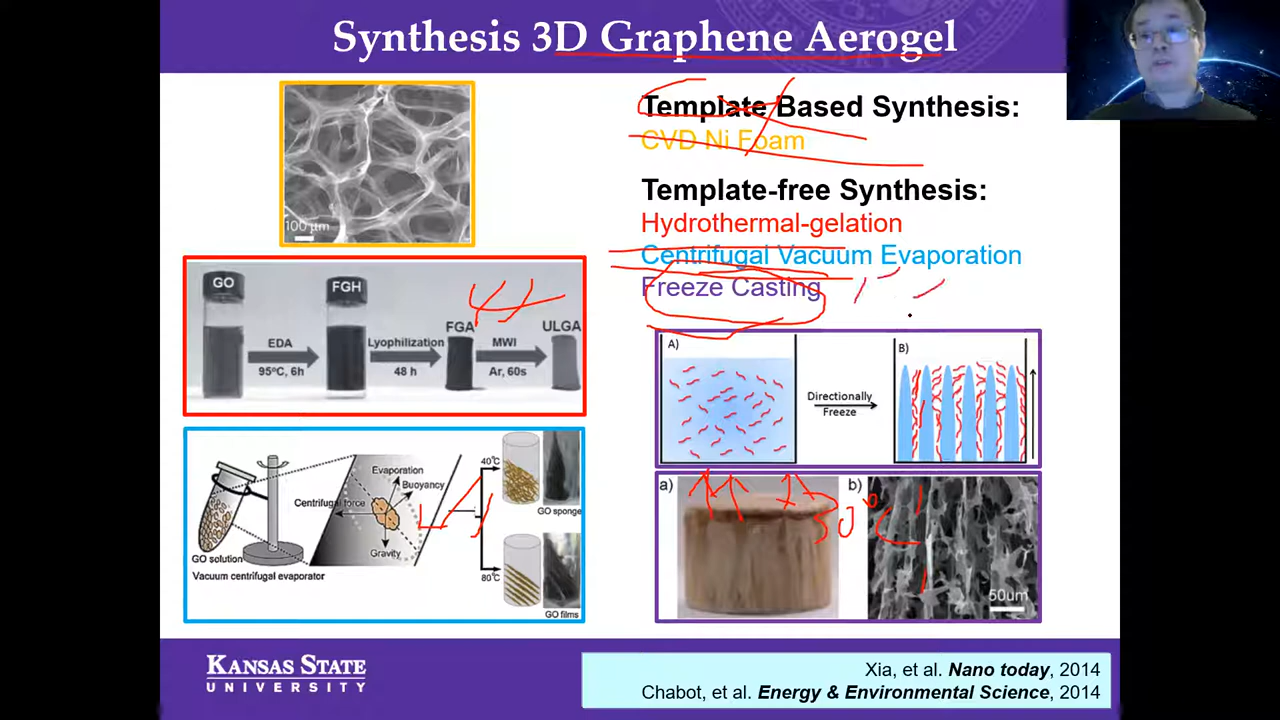 Synthesis 3D Graphene Aerogel
Template Based Synthesis:
CVD Ni Foam
Template-free Synthesis:
Hydrothermal-gelation
Centrifugal Vacuum Evaporation
Freeze Casting
100 μm
GO
FGH
FGA
ULGA
EDA
95°C, 6h
Lyophilization
48 h
MWI
Ar, 60s
Evaporation
Buoyancy
Centrifugal force
Gravity
GO solution
Vacuum centrifugal evaporator
40°C
GO sponge
80°C
GO films
A)
Directionally
Freeze
B)
a)
b)
50um
KANSAS STATE
UNIVERSITY
Xia, et al. Nano today, 2014
Chabot, et al. Energy & Environmental Science, 2014